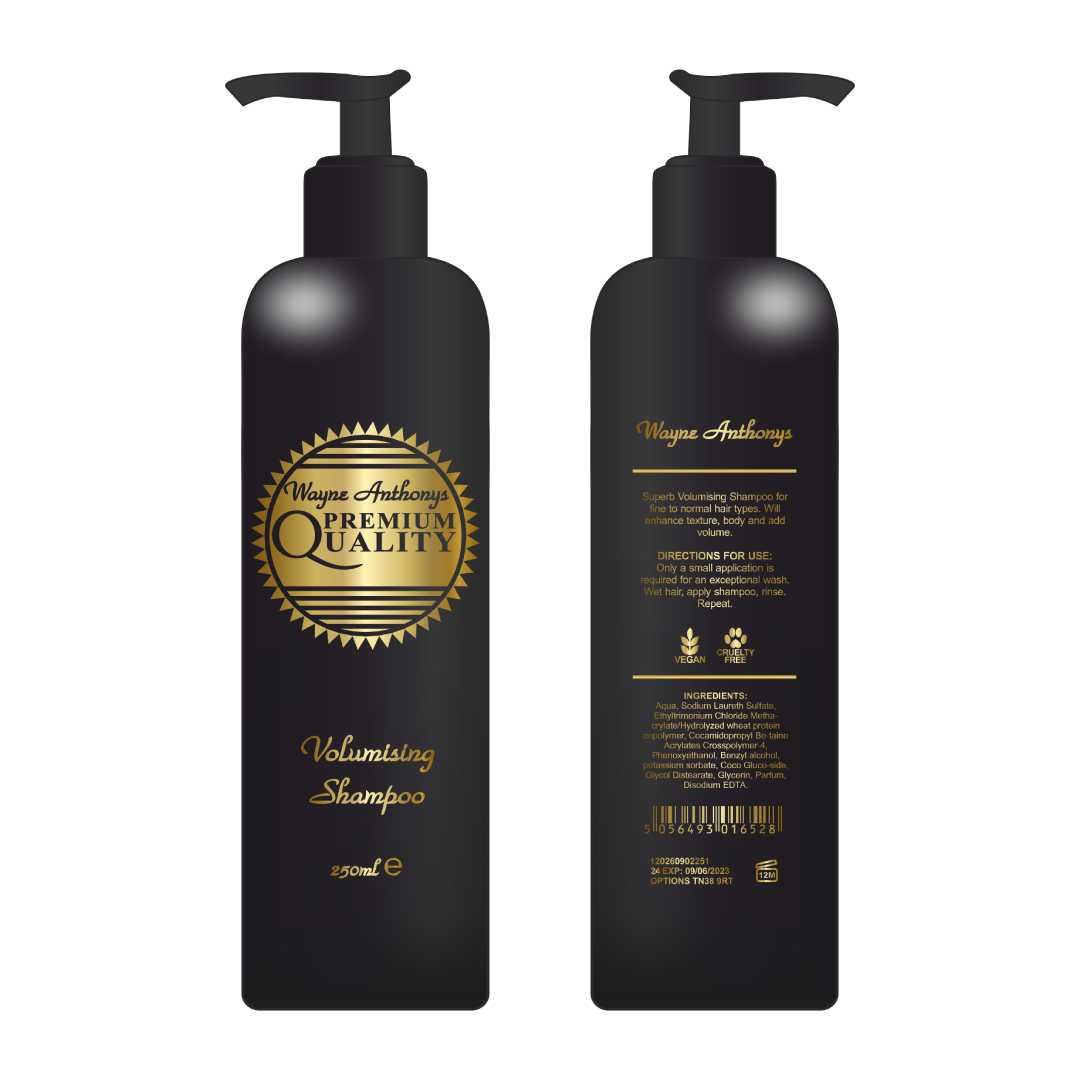 Wayne Anthonys
PREMIUM
QUALITY
Volumising
Shampoo
250ml ℮
Wayne Anthonys
Superb Volumising Shampoo for
fine to normal hair types. Will
enhance texture, body and add
volume.
DIRECTIONS FOR USE:
Only a small application is
required for an exceptional wash.
Wet hair, apply shampoo, rinse.
Repeat.
VEGAN
CRUELTY
FREE
INGREDIENTS:
Aqua, Sodium Laureth Sulfate,
Ethyltrimonium Chloride Metha-
crylate/Hydrolyzed wheat protein
copolymer, Cocamidopropyl Be-taine
Acrylates Crosspolymer-4,
Phenoxyethanol, Benzyl alcohol,
potassium sorbate, Coco Gluco-side,
Glycol Distearate, Glycerin, Parfum,
Disodium EDTA.
5 056493 016528
120260902251
24 EXP: 09/06/2023
OPTIONS TN38 9RT
12M